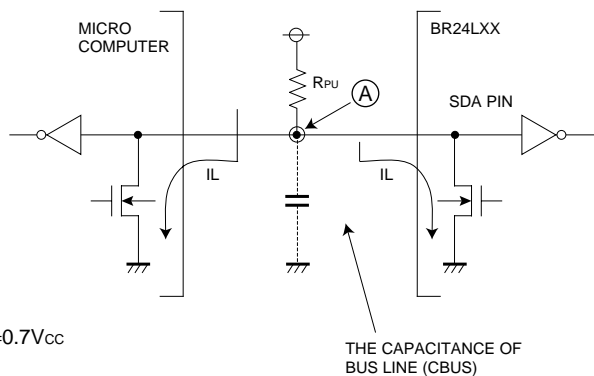 MICRO
COMPUTER
BR24LXX
RPU
A
SDA PIN
IL
IL
=0.7VCC
THE CAPACITANCE OF
BUS LINE (CBUS)